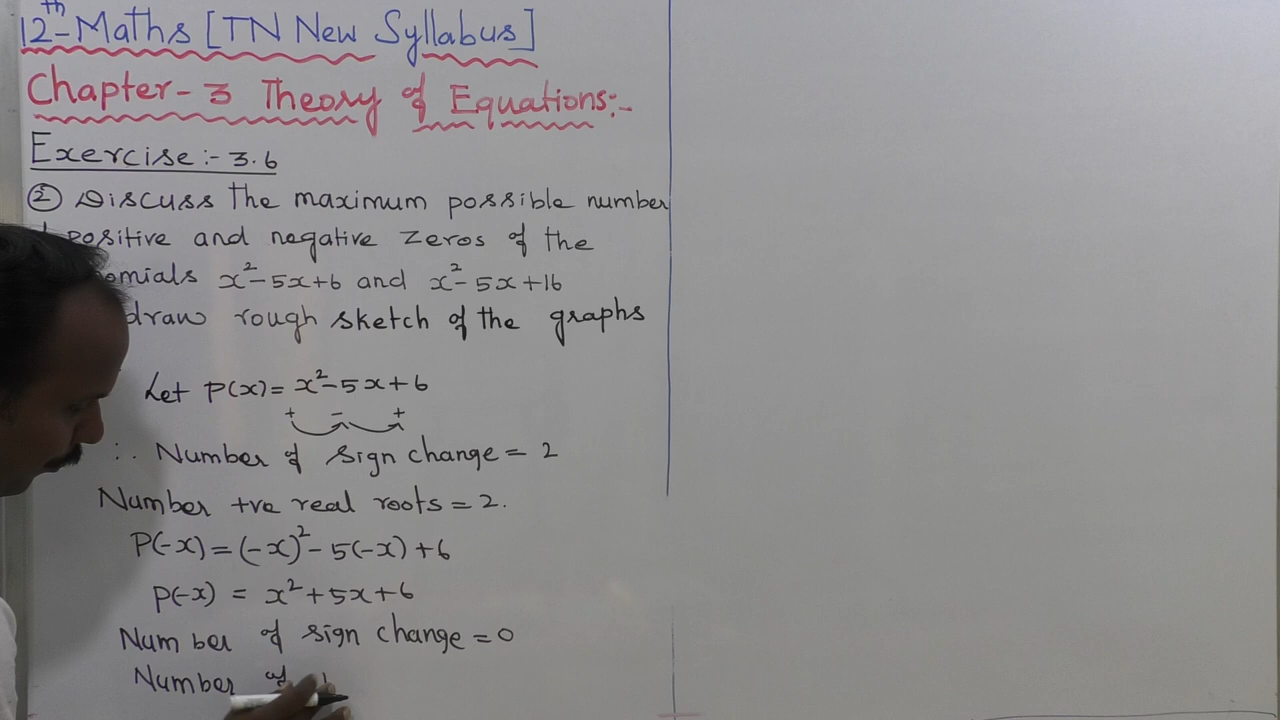 12th-Maths [TN New Syllabus]
Chapter-3 Theory of Equations:-
Exercise:- 3.6
② Discuss the maximum possible number
positive and negative zeros of the
omials x²-5x+6 and x²-5x+16
draw rough sketch of the graphs
Let P(x)= x²-5x+6
+ - +
∴ Number of sign change = 2
Number +ve real roots = 2.
P(-x) = (-x)²-5(-x)+6
P(-x) = x²+5x+6
Number of sign change = 0
Number of